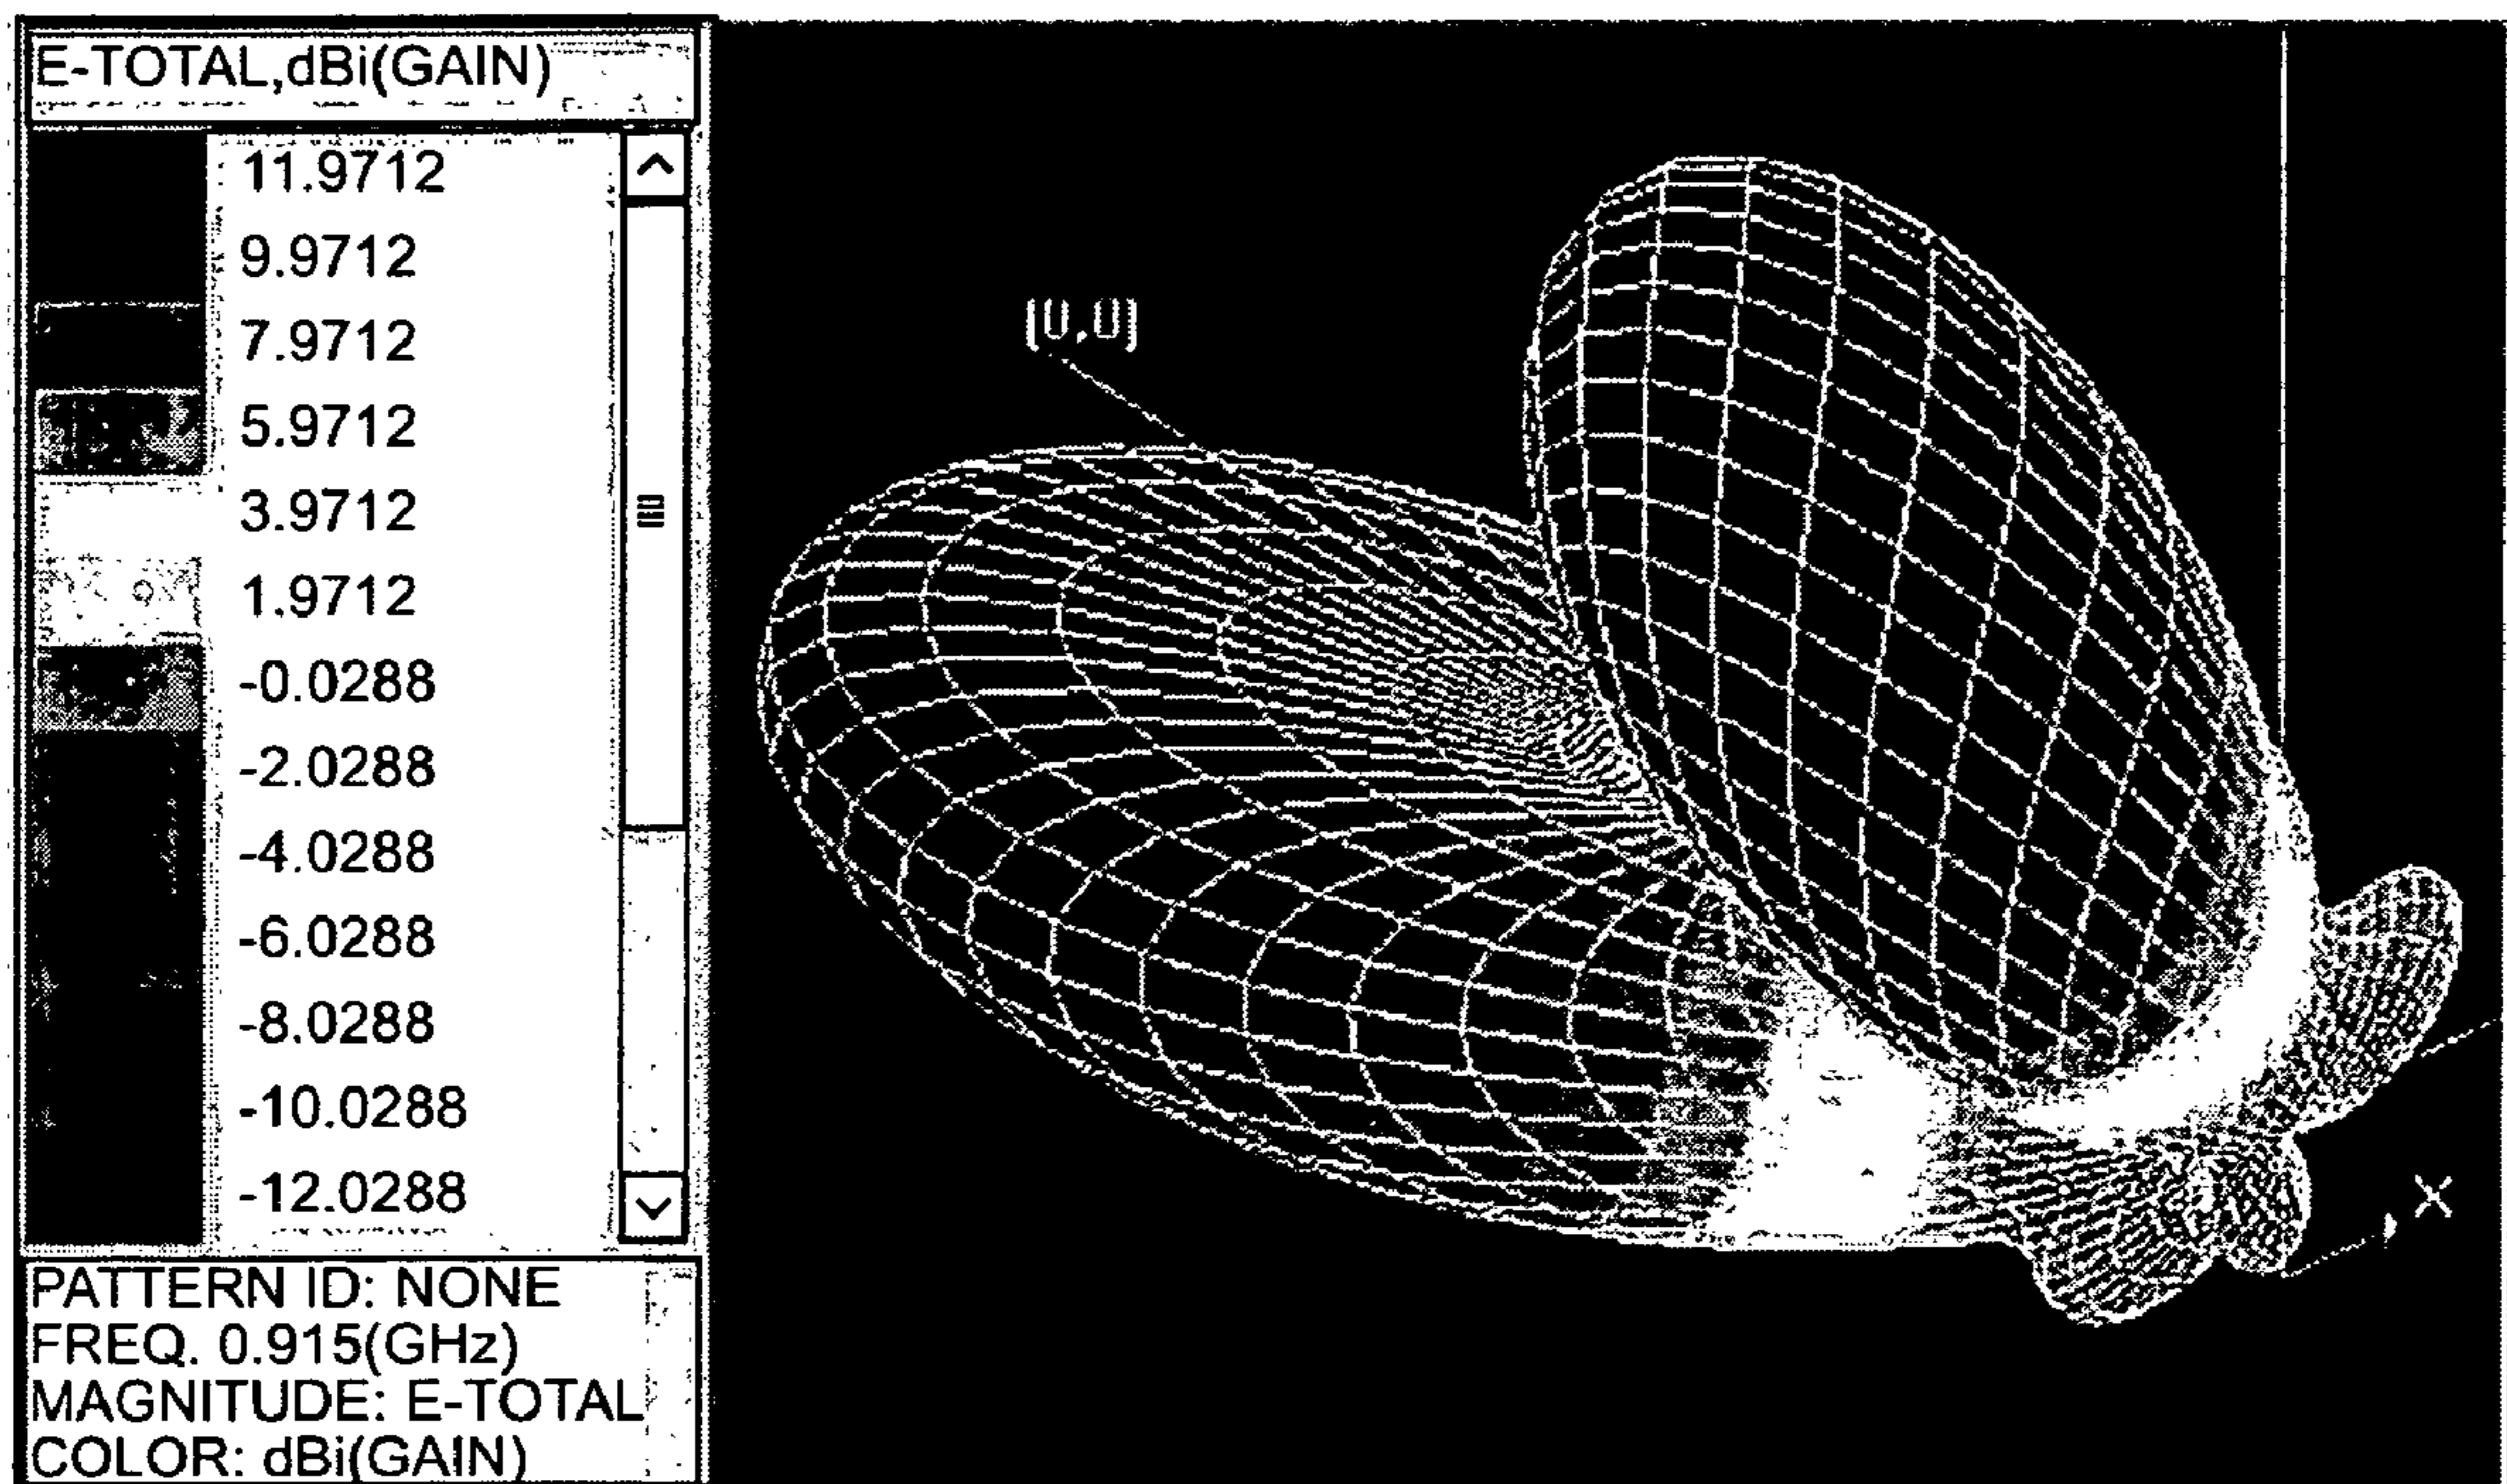 E-TOTAL,dBi(GAIN)
11.9712
9.9712
7.9712
5.9712
3.9712
1.9712
-0.0288
-2.0288
-4.0288
-6.0288
-8.0288
-10.0288
-12.0288
PATTERN ID: NONE
FREQ. 0.915(GHz)
MAGNITUDE: E-TOTAL
COLOR: dBi(GAIN)
X